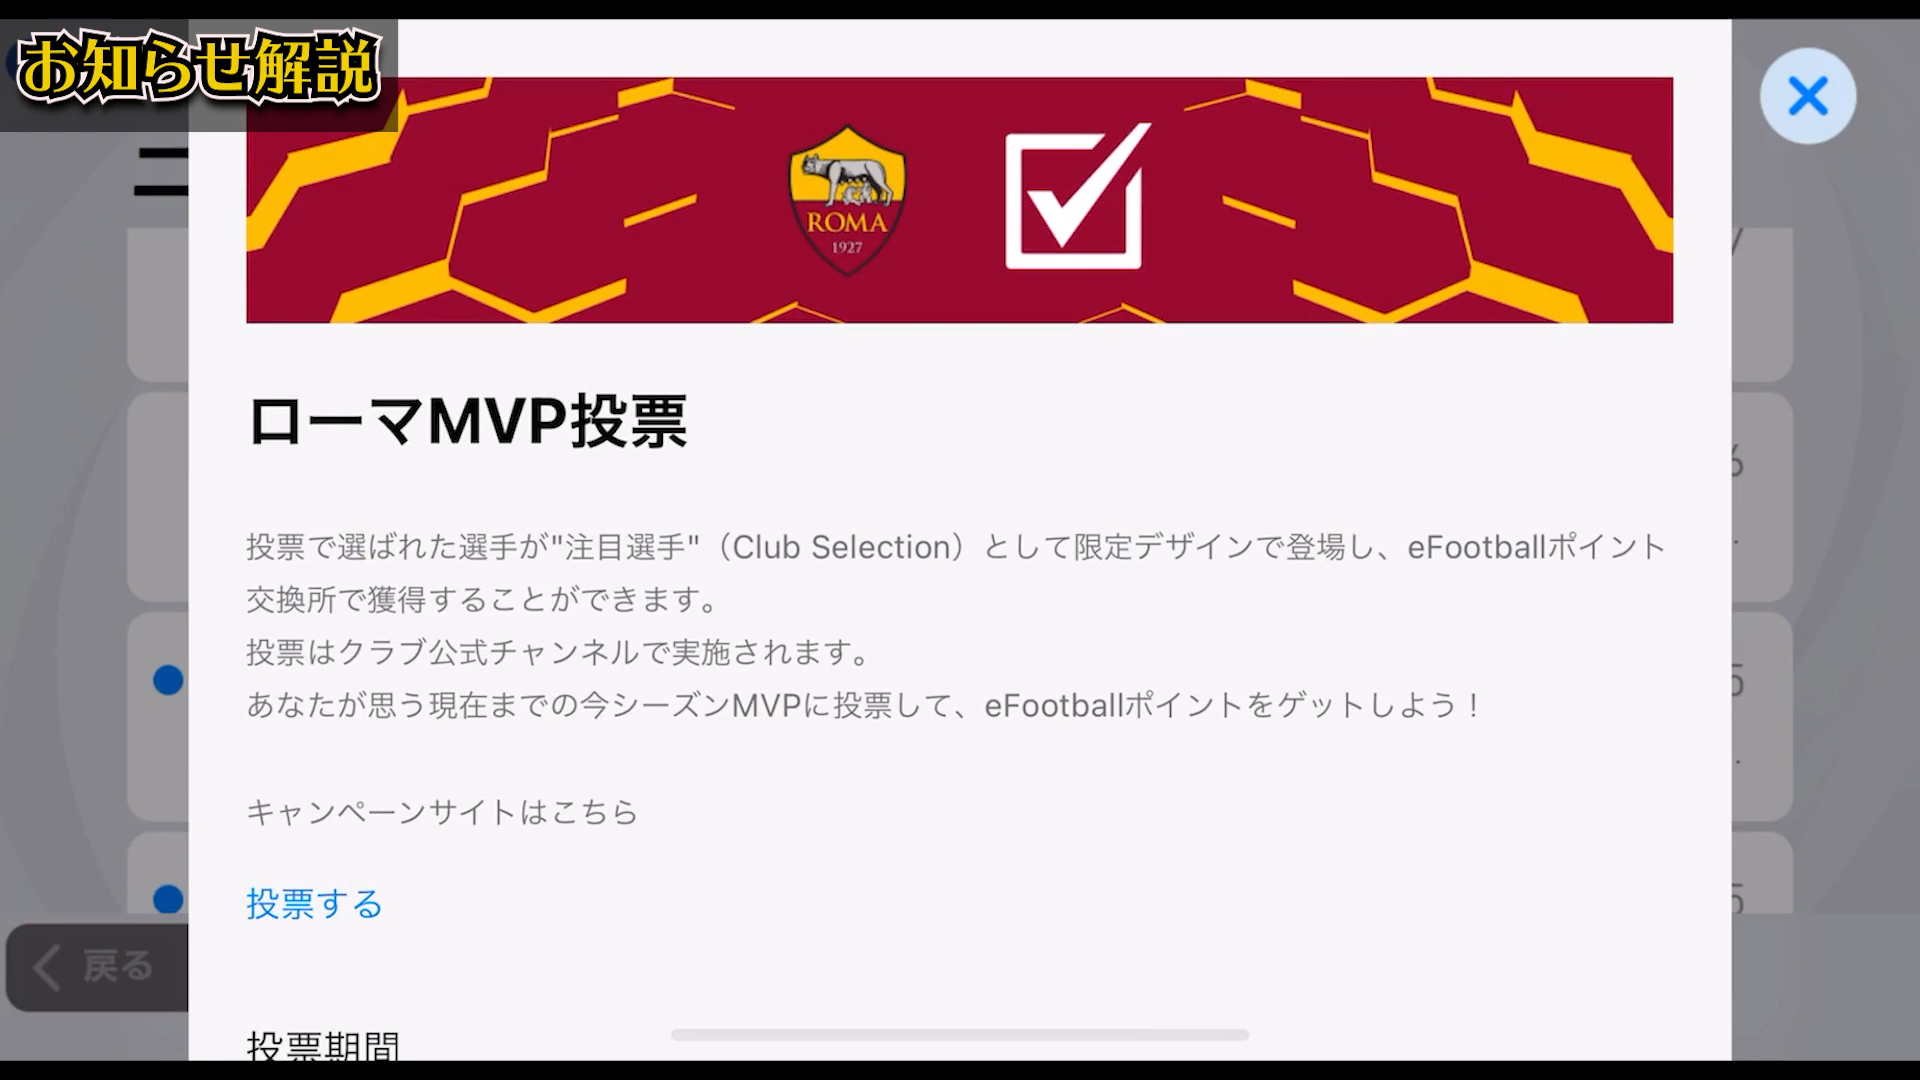 お知らせ解説
ROMA
1927
ローマMVP投票
投票で選ばれた選手が"注目選手"（Club Selection）として限定デザインで登場し、eFootballポイント
交換所で獲得することができます。
投票はクラブ公式チャンネルで実施されます。
あなたが思う現在までの今シーズンMVPに投票して、eFootballポイントをゲットしよう！
キャンペーンサイトはこちら
投票する
戻る
投票期間